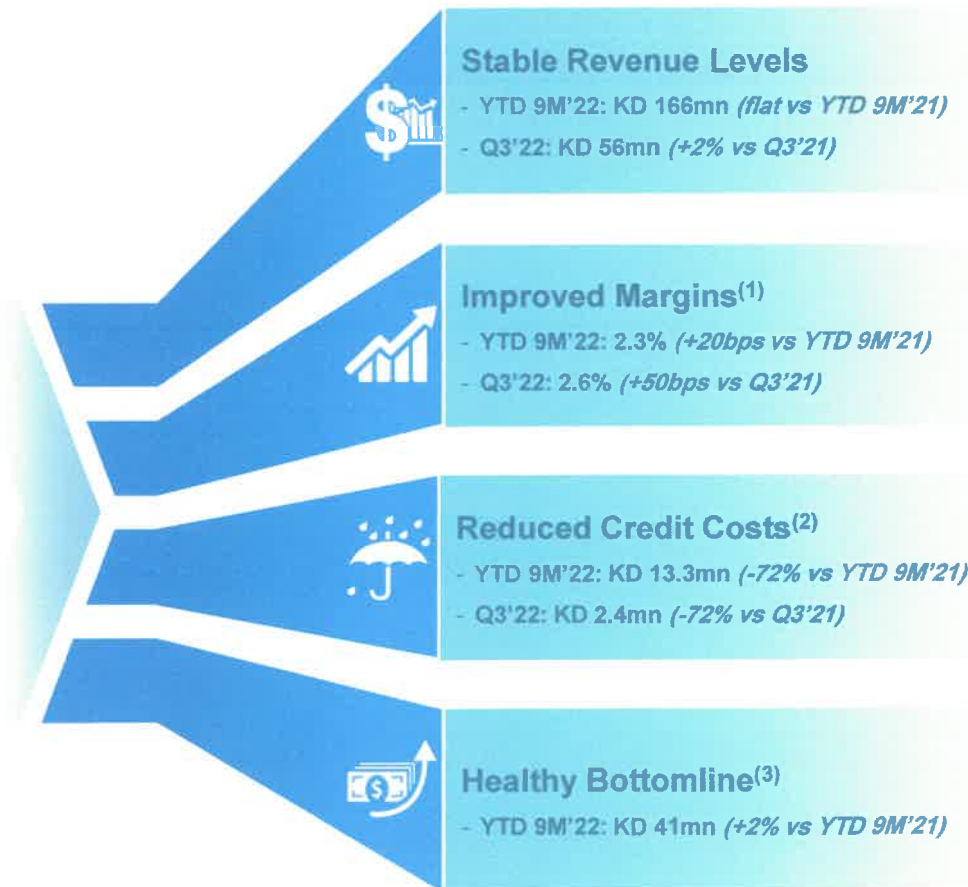 Stable Revenue Levels
- YTD 9M'22: KD 166mn (flat vs YTD 9M'21)
- Q3'22: KD 56mn (+2% vs Q3'21)
Improved Margins(1)
- YTD 9M'22: 2.3% (+20bps vs YTD 9M'21)
- Q3'22: 2.6% (+50bps vs Q3'21)
Reduced Credit Costs(2)
- YTD 9M'22: KD 13.3mn (-72% vs YTD 9M'21)
- Q3'22: KD 2.4mn (-72% vs Q3'21)
Healthy Bottomline(3)
- YTD 9M'22: KD 41mn (+2% vs YTD 9M'21)